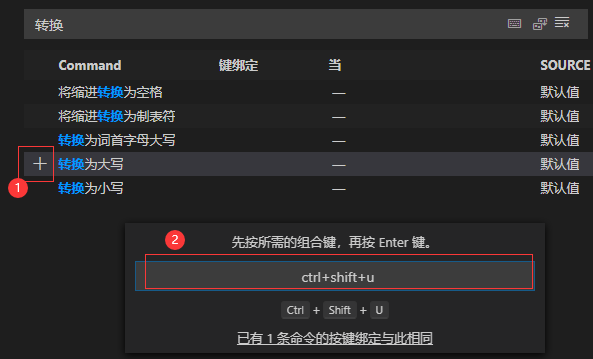 转换
Command 键绑定 当 SOURCE
将缩进转换为空格 — 默认值
将缩进转换为制表符 — 默认值
转换为词首字母大写 — 默认值
转换为大写 — 默认值
1
转换为小写 — 默认值
2
先按所需的组合键，再按 Enter 键。
ctrl+shift+u
Ctrl + Shift + U
已有 1 条命令的按键绑定与此相同